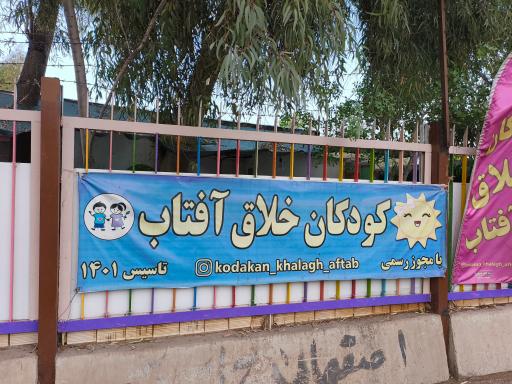 کودکان خلاق آفتاب
با مجوز رسمی
kodakan_khalagh_aftab
تاسیس ۱۴۰۱
خلاق
آفتاب